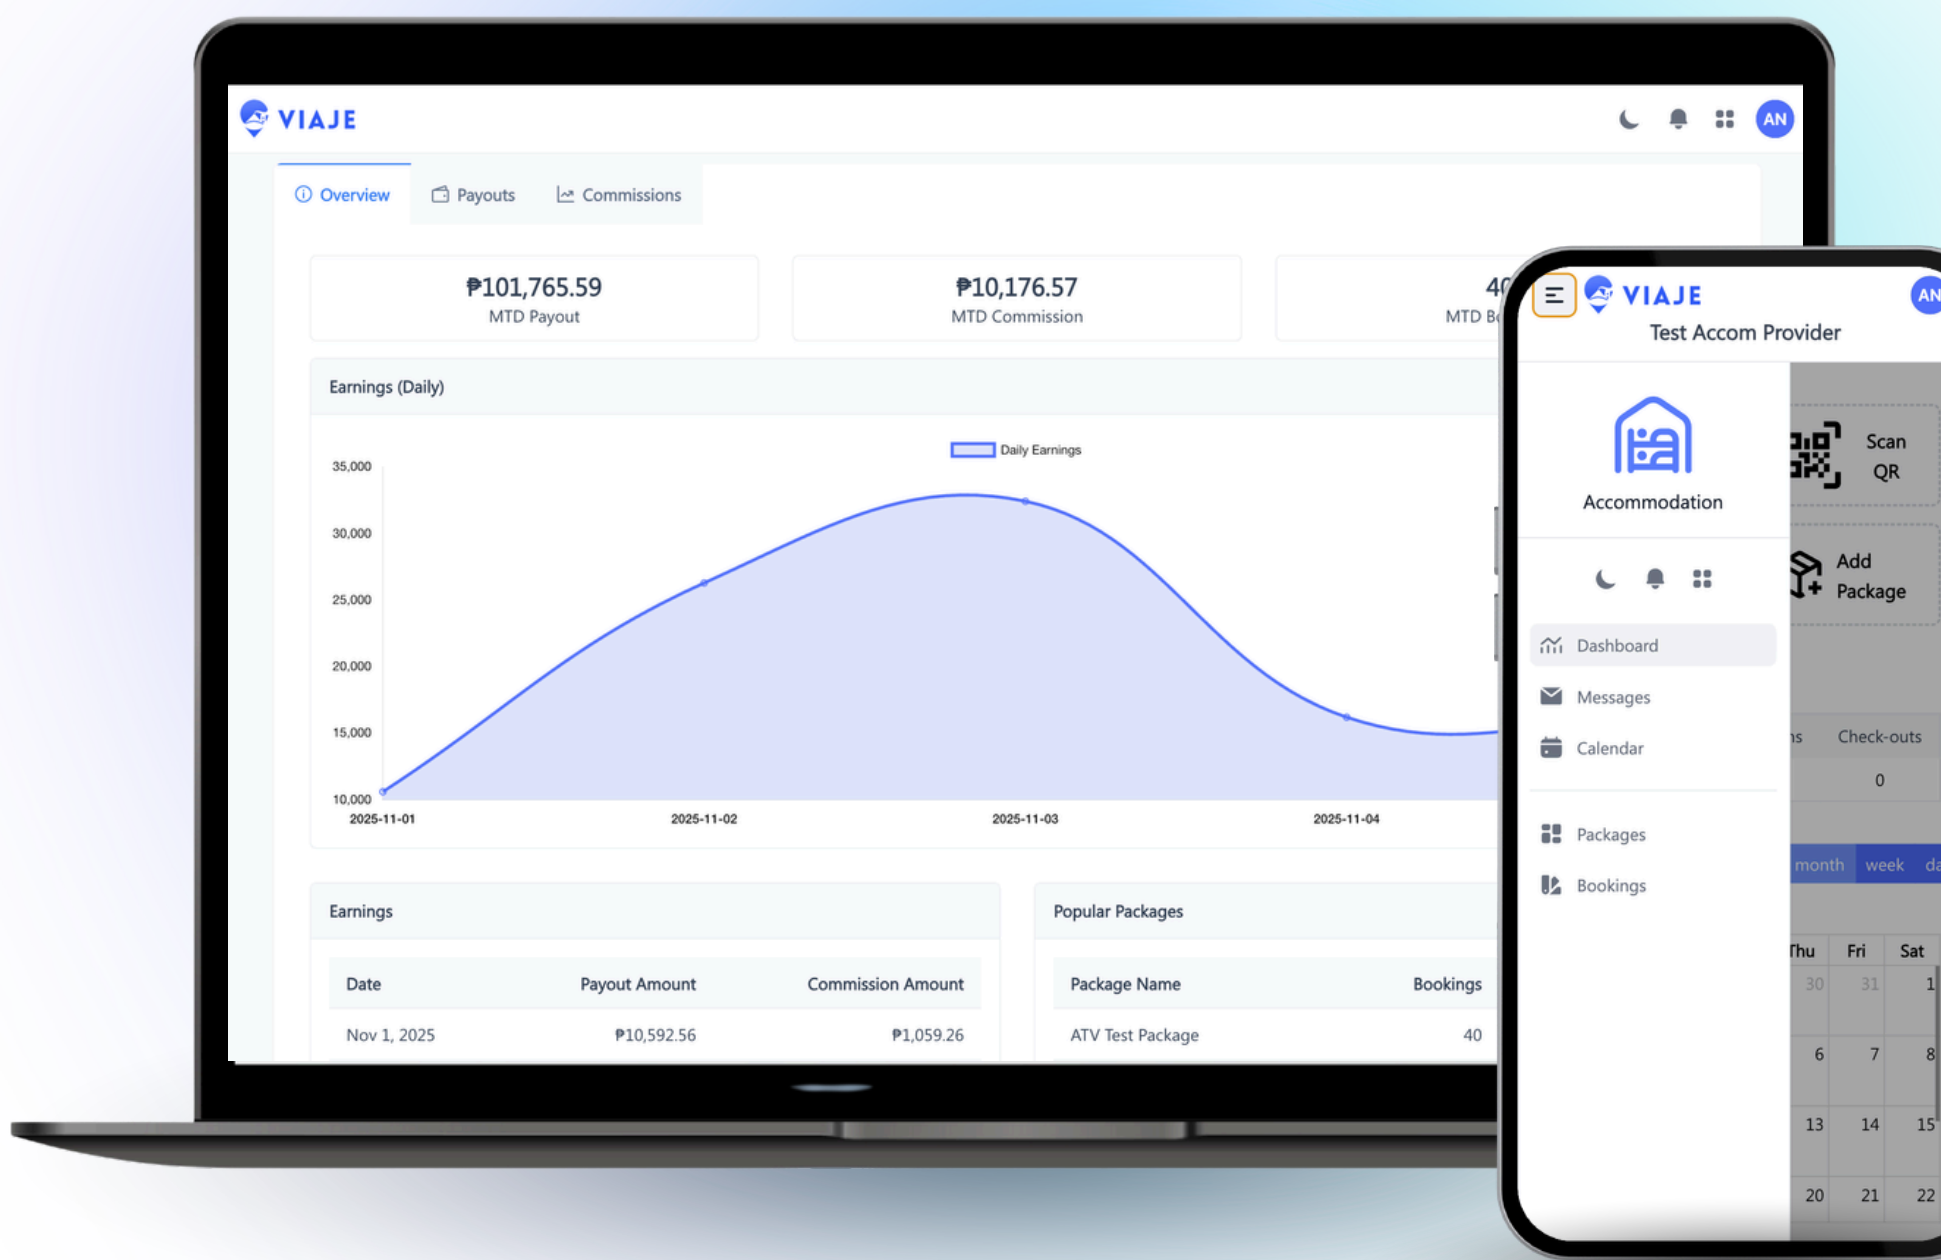 VIAJE
AN
Overview
Payouts
Commissions
₱101,765.59
MTD Payout
₱10,176.57
MTD Commission
MTD
Earnings (Daily)
Daily Earnings
35,000
30,000
25,000
20,000
15,000
10,000
2025-11-01
2025-11-02
2025-11-03
2025-11-04
Earnings
Date Payout Amount Commission Amount
Nov 1, 2025 ₱10,592.56 ₱1,059.26
Popular Packages
Package Name Bookings
ATV Test Package 40
VIAJE
AN
Test Accom Provider
Accommodation
Dashboard
Messages
Calendar
Packages
Bookings
Scan
QR
Add
Package
Check-outs
0
month week
Fri Sat
30 31 1
6 7 8
13 14 15
20 21 22